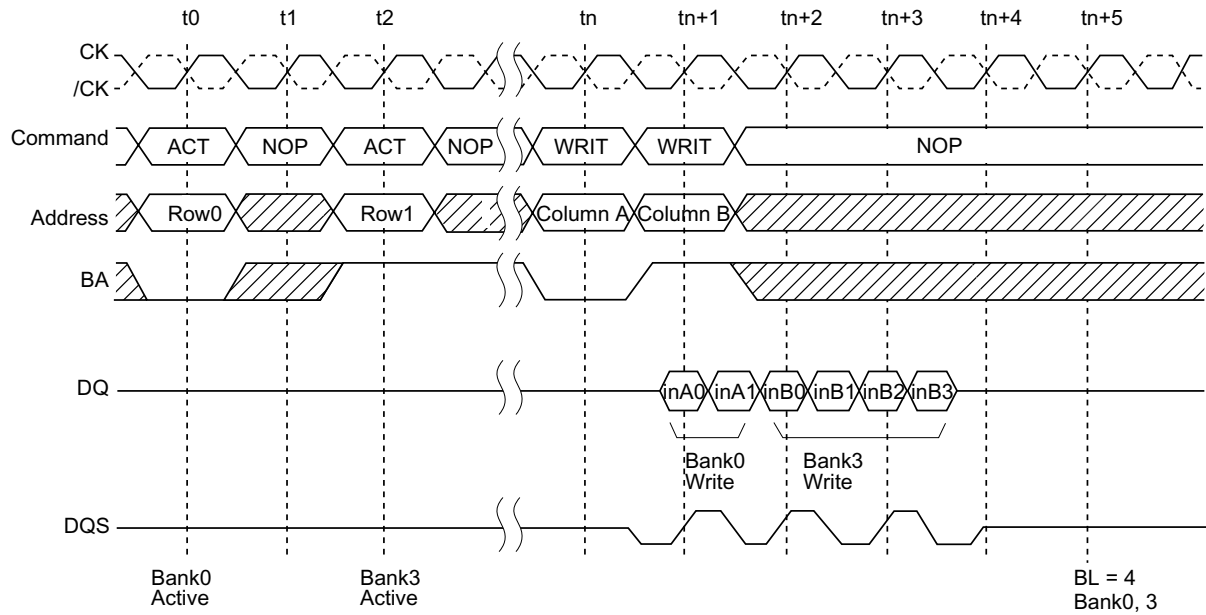 t0 t1 t2 tn tn+1 tn+2 tn+3 tn+4 tn+5
CK
/CK
Command ACT NOP ACT NOP WRIT WRIT NOP
Address Row0 Row1 Column A Column B
BA
DQ inA0 inA1 inB0 inB1 inB2 inB3
Bank0 Bank3
Write Write
DQS
Bank0 Bank3 BL = 4
Active Active Bank0, 3